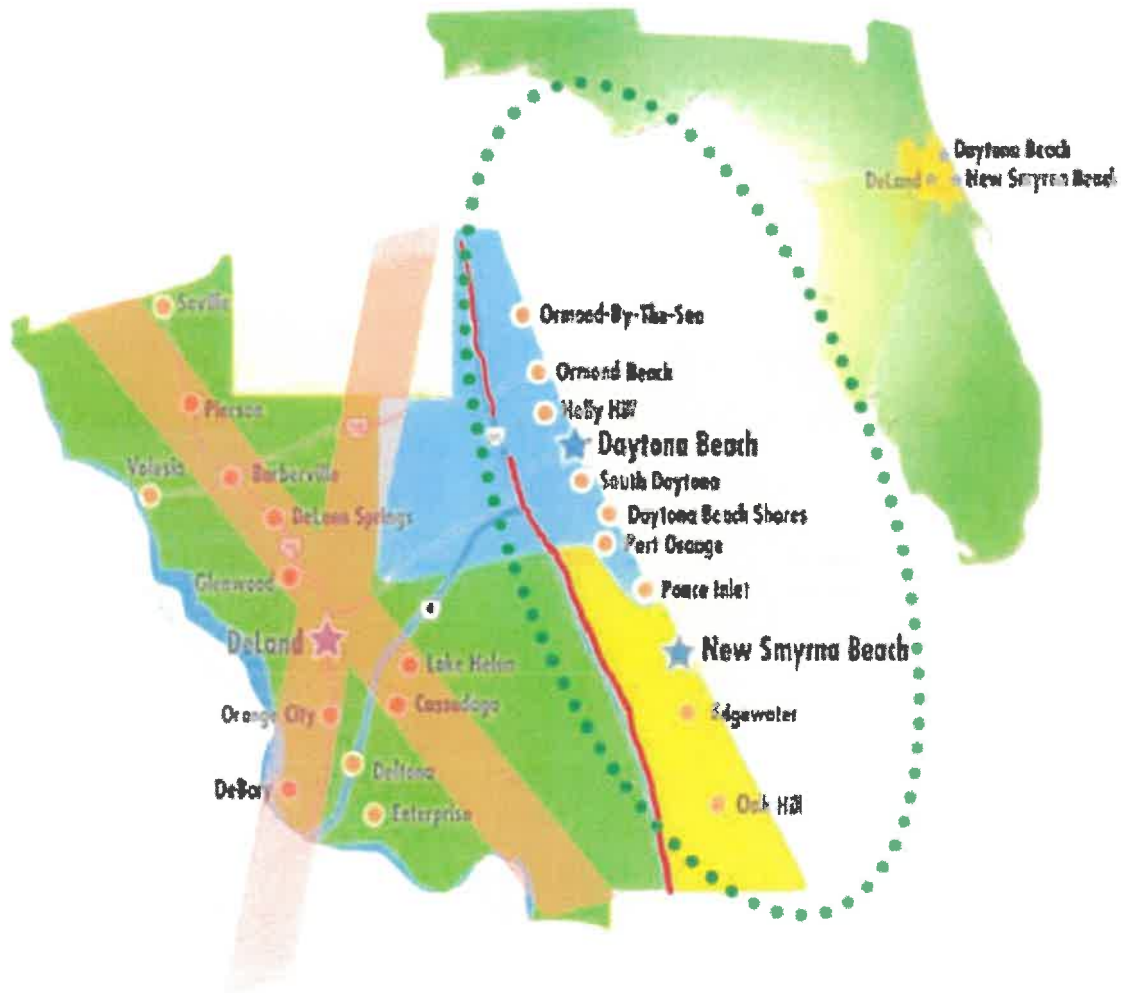 Daytona Beach
DeLand
New Smyrna Beach
Seville
Ormond-By-The-Sea
Ormond Beach
Pierson
Holly Hill
Daytona Beach
Volusia
Barberville
South Daytona
DeLeon Springs
Daytona Beach Shores
Port Orange
Glenwood
Ponce Inlet
4
DeLand
New Smyrna Beach
Lake Helen
Cassadaga
Orange City
Edgewater
Deltona
DeBary
Oak Hill
Enterprise